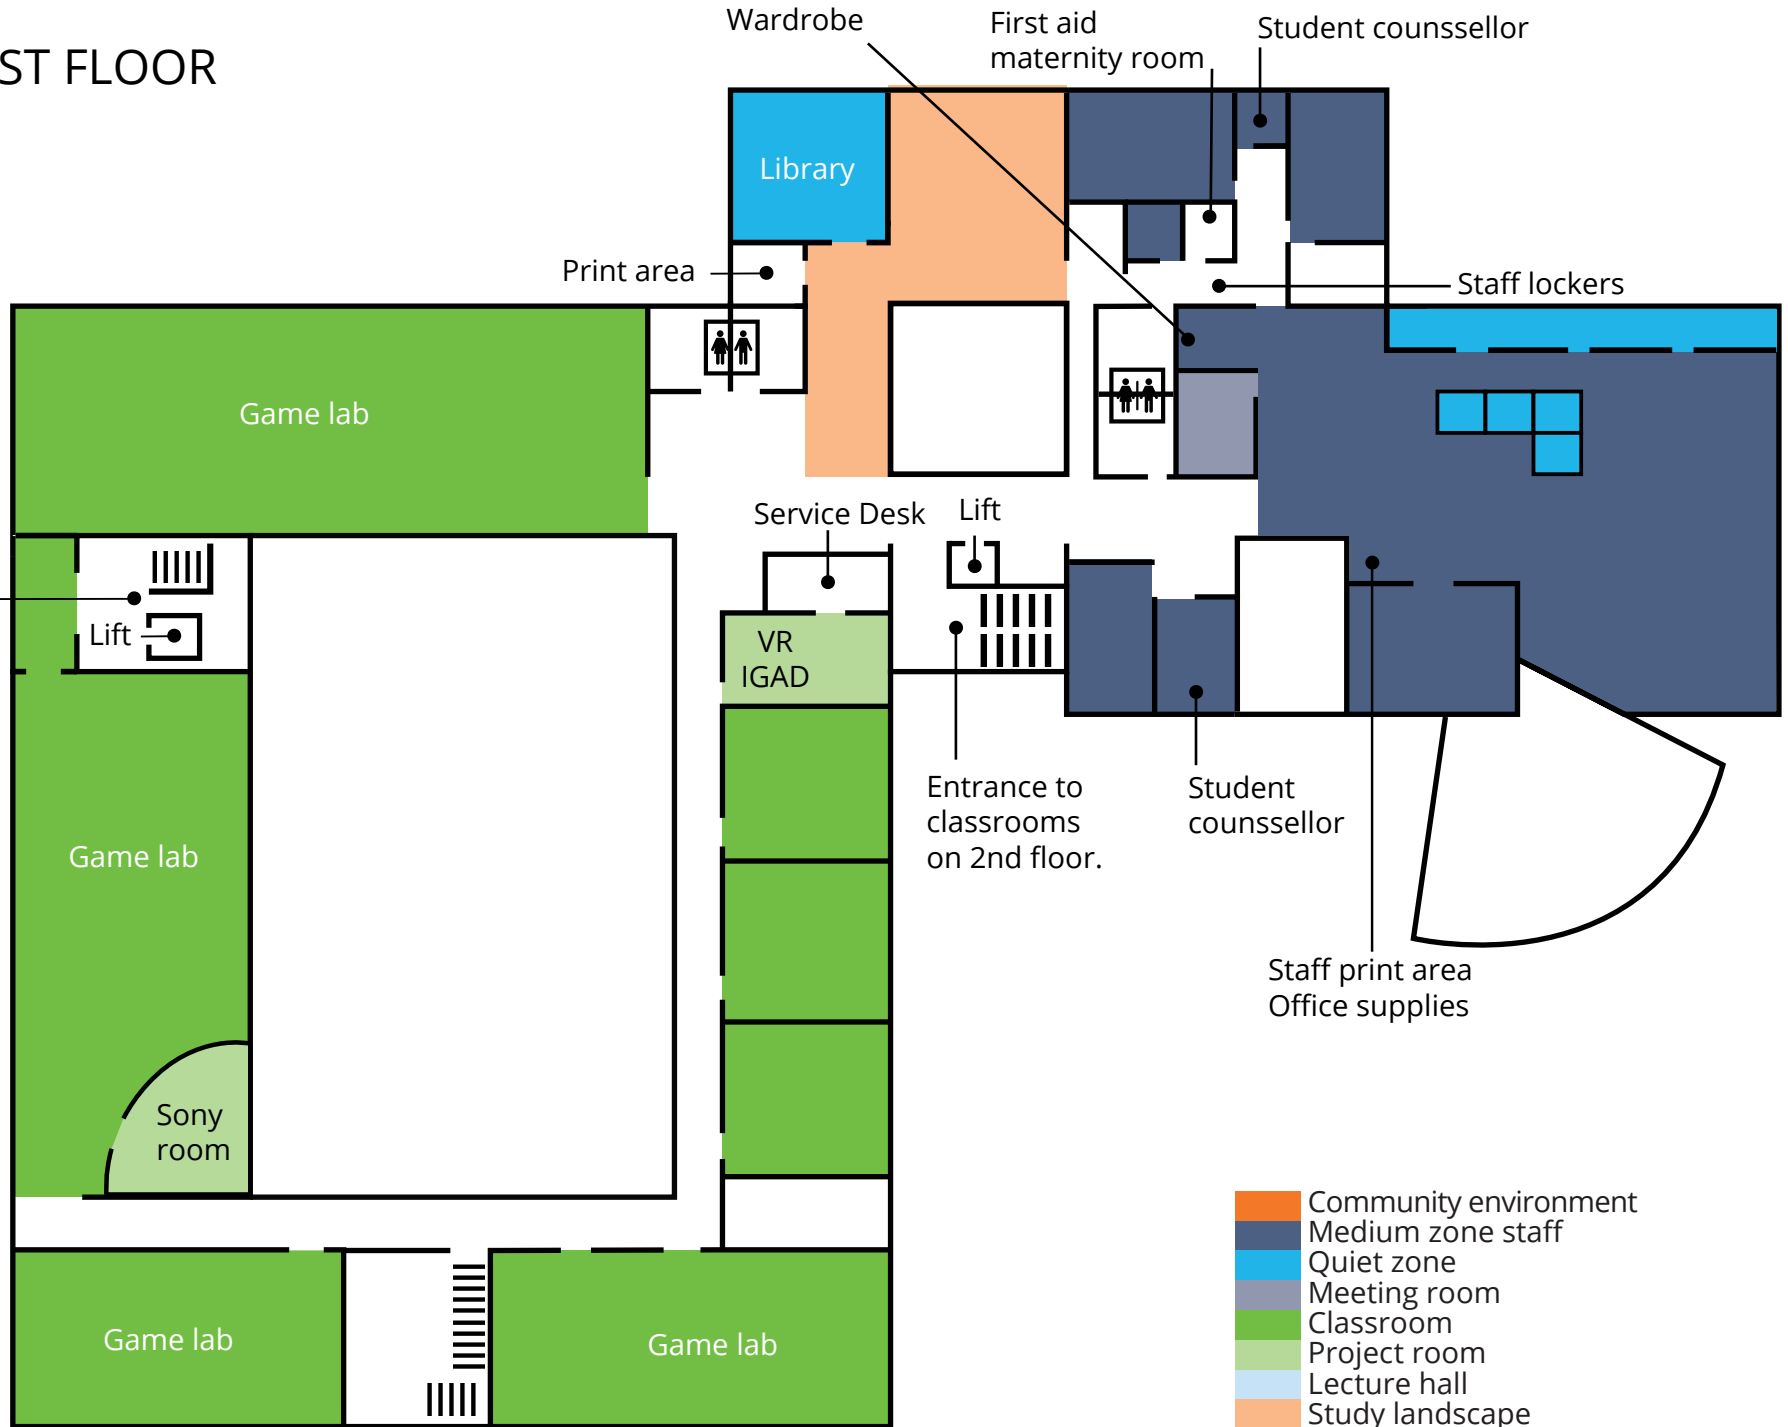 ST FLOOR
Wardrobe
First aid
maternity room
Student counssellor
Library
Print area
Staff lockers
Game lab
Service Desk
Lift
Lift
VR
IGAD
Entrance to
classrooms
on 2nd floor.
Student
counssellor
Game lab
Staff print area
Office supplies
Sony
room
Game lab
Game lab
Community environment
Medium zone staff
Quiet zone
Meeting room
Classroom
Project room
Lecture hall
Study landscape